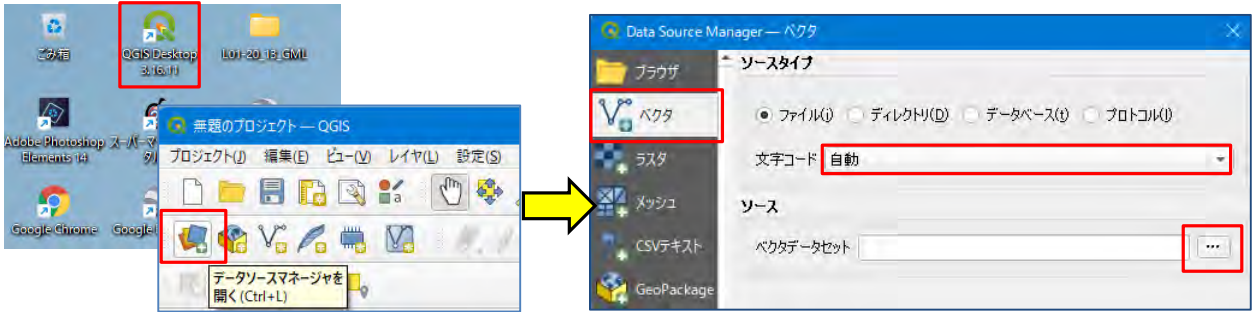 ごみ箱
QGIS Desktop
3.16.11
L01-20_13_GML
Adobe Photoshop
Elements 14
Google Chrome
Google
無題のプロジェクト — QGIS
プロジェクト(J) 編集(E) ビュー(V) レイヤ(L) 設定(S)
データソースマネージャを
開く(Ctrl+L)
Data Source Manager — ベクタ
ブラウザ
ベクタ
ラスタ
メッシュ
CSVテキスト
GeoPackage
ソースタイプ
ファイル(i) ディレクトリ(D) データベース(t) プロトコル(l)
文字コード 自動
ソース
ベクタデータセット
...